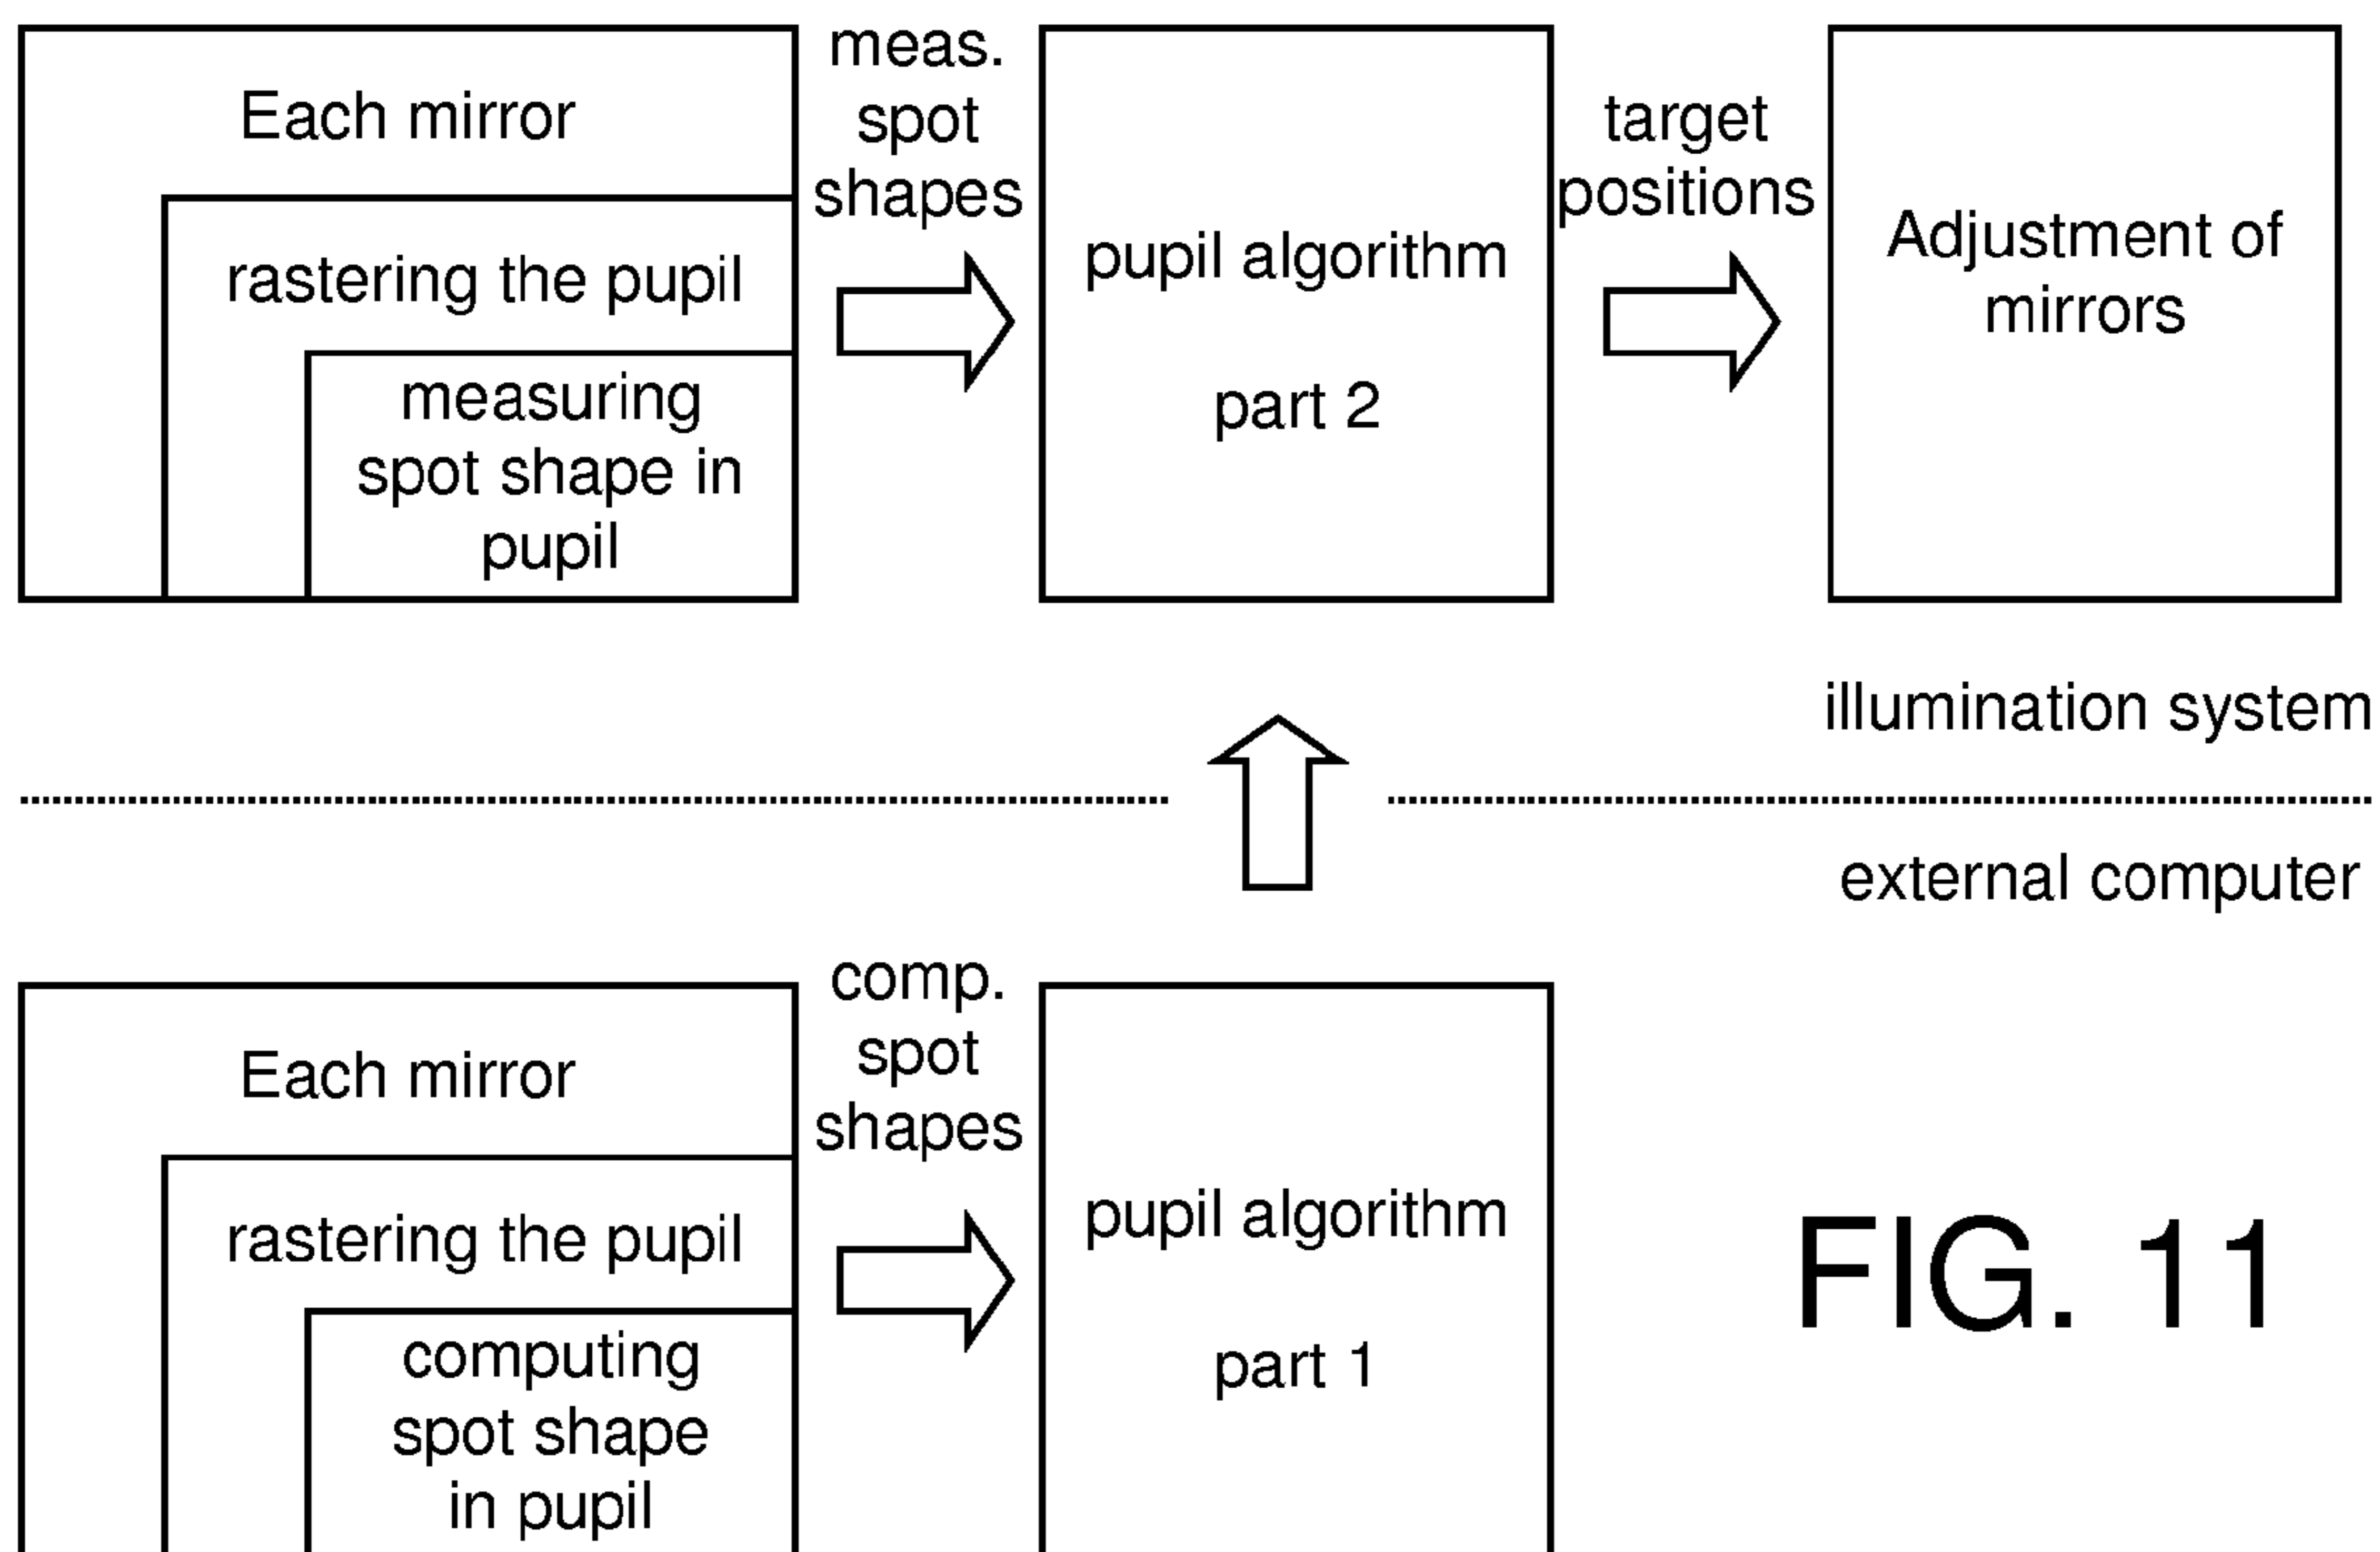 Each mirror
rastering the pupil
measuring
spot shape in
pupil
meas.
spot
shapes
pupil algorithm
part 2
target
positions
Adjustment of
mirrors
illumination system
external computer
Each mirror
rastering the pupil
computing
spot shape
in pupil
comp.
spot
shapes
pupil algorithm
part 1
FIG. 11